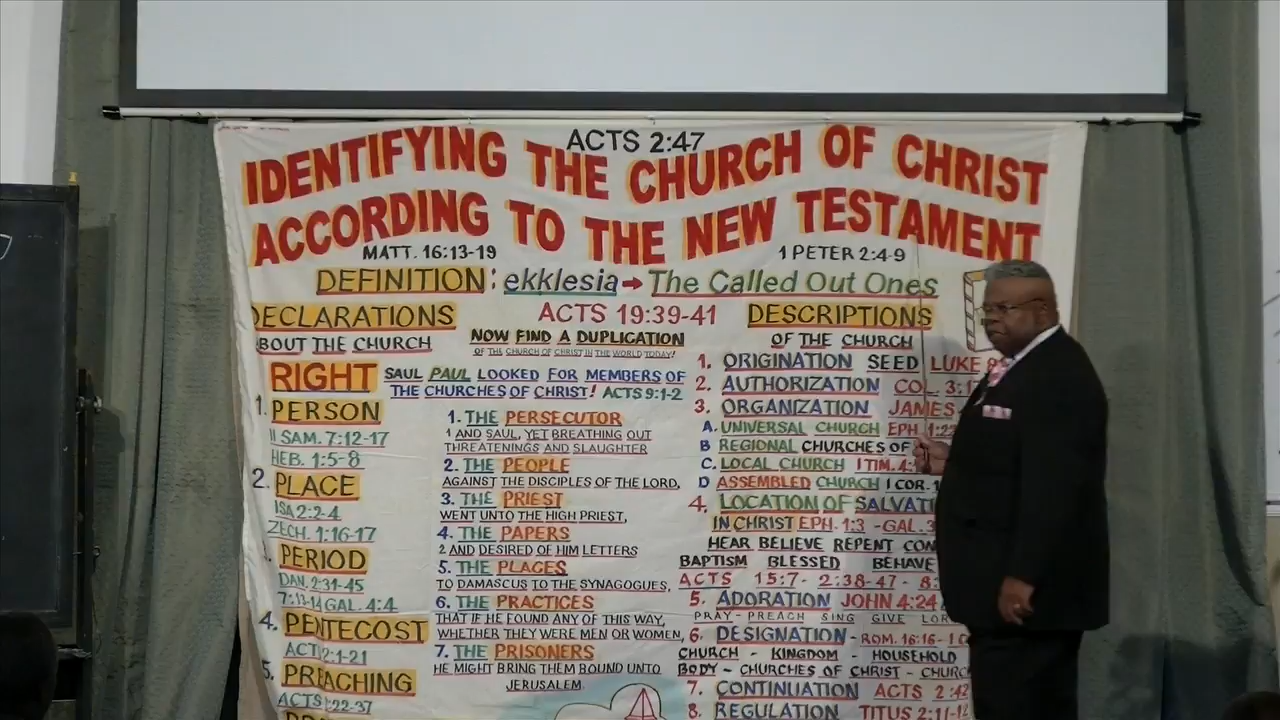 ACTS 2:47
IDENTIFYING THE CHURCH OF CHRIST
ACCORDING TO THE NEW TESTAMENT
MATT. 16:13-19
1 PETER 2:4-9
DEFINITION: ekklesia → The Called Out Ones
DECLARATIONS
ABOUT THE CHURCH
RIGHT
1. PERSON
II SAM. 7:12-17
HEB. 1:5-8
2. PLACE
ISA 2:2-4
ZECH. 1:16-17
PERIOD
DAN. 2:31-45
7:13-14 GAL. 4:4
4. PENTECOST
ACT 2:1-21
5. PREACHING
ACTS 2:22-37
ACTS 19:39-41
NOW FIND A DUPLICATION
OF THE CHURCH OF CHRIST IN THE WORLD TODAY!
SAUL PAUL LOOKED FOR MEMBERS OF
THE CHURCHES OF CHRIST! ACTS 9:1-2
1. THE PERSECUTOR
1 AND SAUL, YET BREATHING OUT
THREATENINGS AND SLAUGHTER
2. THE PEOPLE
AGAINST THE DISCIPLES OF THE LORD,
3. THE PRIEST
WENT UNTO THE HIGH PRIEST,
4. THE PAPERS
2 AND DESIRED OF HIM LETTERS
5. THE PLACES
TO DAMASCUS TO THE SYNAGOGUES,
6. THE PRACTICES
THAT IF HE FOUND ANY OF THIS WAY,
WHETHER THEY WERE MEN OR WOMEN,
7. THE PRISONERS
HE MIGHT BRING THEM BOUND UNTO
JERUSALEM.
DESCRIPTIONS
OF THE CHURCH
1. ORIGINATION SEED LUKE
2. AUTHORIZATION COL. 3:17
3. ORGANIZATION JAMES
A. UNIVERSAL CHURCH EPH. 1:22
B REGIONAL CHURCHES OF
C. LOCAL CHURCH I TIM.
D ASSEMBLED CHURCH I COR.
4. LOCATION OF SALVATI
IN CHRIST EPH. 1:3 - GAL. 3
HEAR BELIEVE REPENT CON
BAPTISM BLESSED BEHAVE
ACTS 15:7 - 2:38-47 - 8:
5. ADORATION JOHN 4:24
PRAY - PREACH SING GIVE LOR
6. DESIGNATION - ROM. 16:16 - 1
CHURCH - KINGDOM HOUSEHOLD
BODY - CHURCHES OF CHRIST - CHURCH
7. CONTINUATION ACTS 2:42
8. REGULATION TITUS 2:11-12